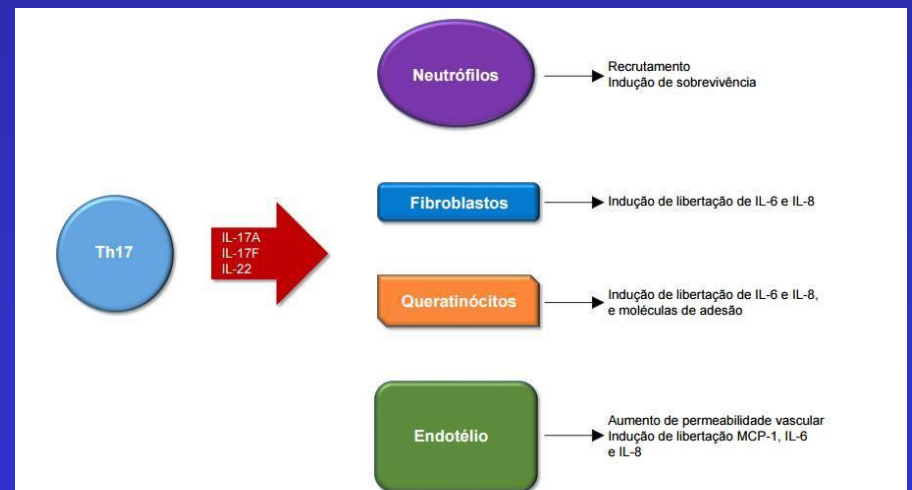 Neutrófilos
Recrutamento
Indução de sobrevivência
Fibroblastos
Indução de libertação de IL-6 e IL-8
Th17
IL-17A
IL-17F
IL-22
Queratinócitos
Indução de libertação de IL-6 e IL-8,
e moléculas de adesão
Endotélio
Aumento de permeabilidade vascular
Indução de libertação MCP-1, IL-6
e IL-8